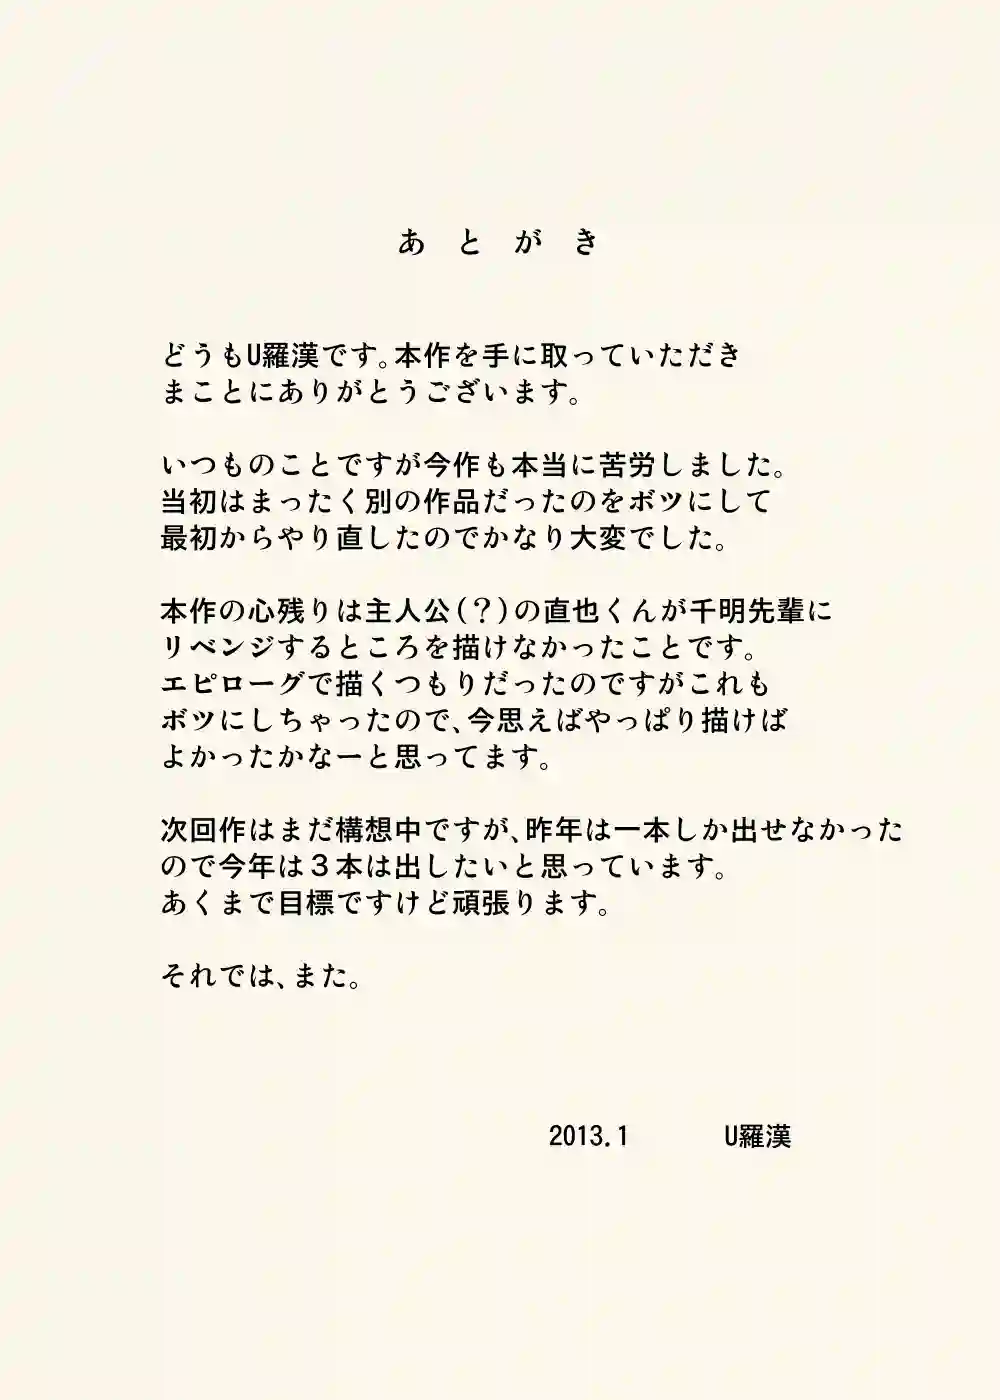 あとがき
どうもU羅漢です。本作を手に取っていただき
まことにありがとうございます。
いつものことですが今作も本当に苦労しました。
当初はまったく別の作品だったのをボツにして
最初からやり直したのでかなり大変でした。
本作の心残りは主人公(？)の直也くんが千明先輩に
リベンジするところを描けなかったことです。
エピローグで描くつもりだったのですがこれも
ボツにしちゃったので、今思えばやっぱり描けば
よかったかなーと思ってます。
次回作はまだ構想中ですが、昨年は一本しか出せなかった
ので今年は３本は出したいと思っています。
あくまで目標ですけど頑張ります。
それでは、また。
2013.1 U羅漢